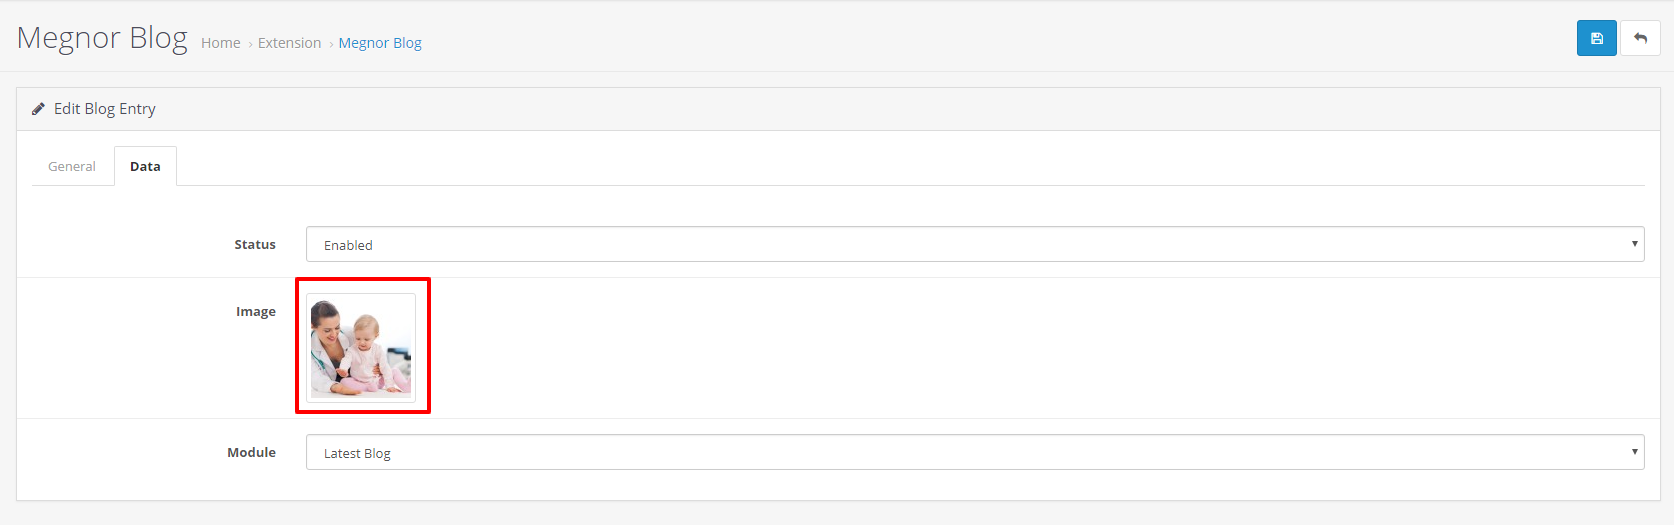 Megnor Blog Home › Extension › Megnor Blog
Edit Blog Entry
General Data
Status Enabled
Image
Module Latest Blog